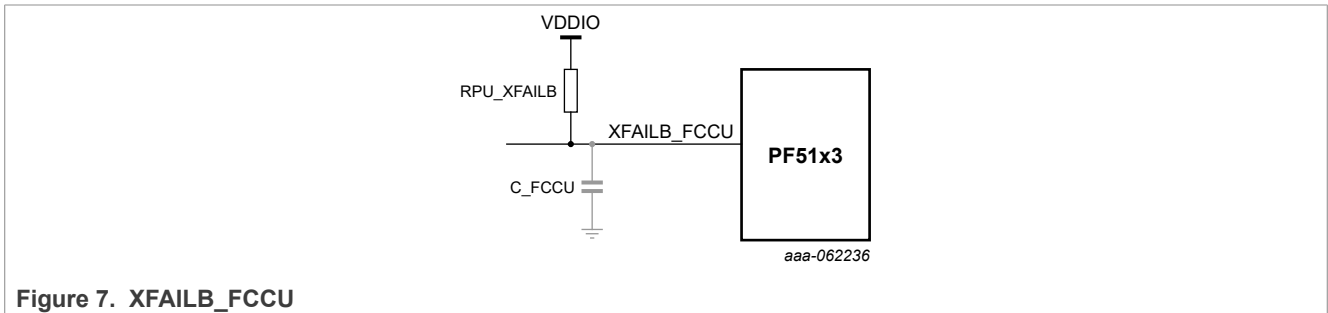 VDDIO
RPU_XFAILB
XFAILB_FCCU
PF51x3
C_FCCU
aaa-062236
Figure 7. XFAILB_FCCU